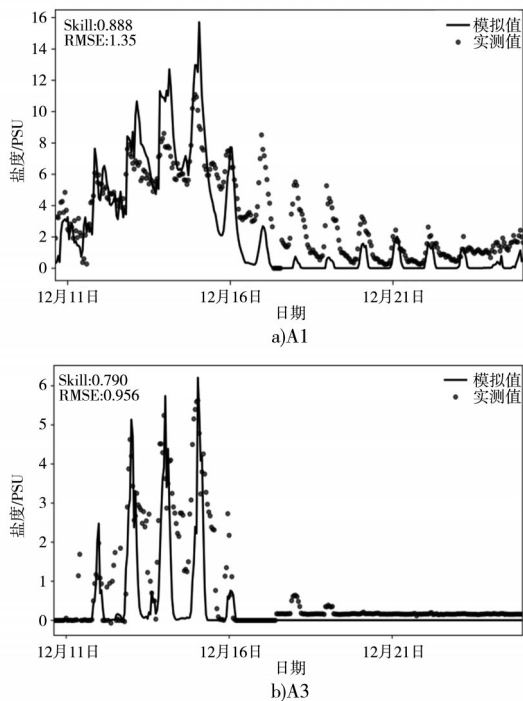 16
14
12
10
8
6
4
2
0
盐度/PSU
Skill:0.888
RMSE:1.35
模拟值
实测值
12月11日
12月16日
12月21日
日期
a)A1
6
5
4
3
2
1
0
盐度/PSU
Skill:0.790
RMSE:0.956
模拟值
实测值
12月11日
12月16日
12月21日
日期
b)A3